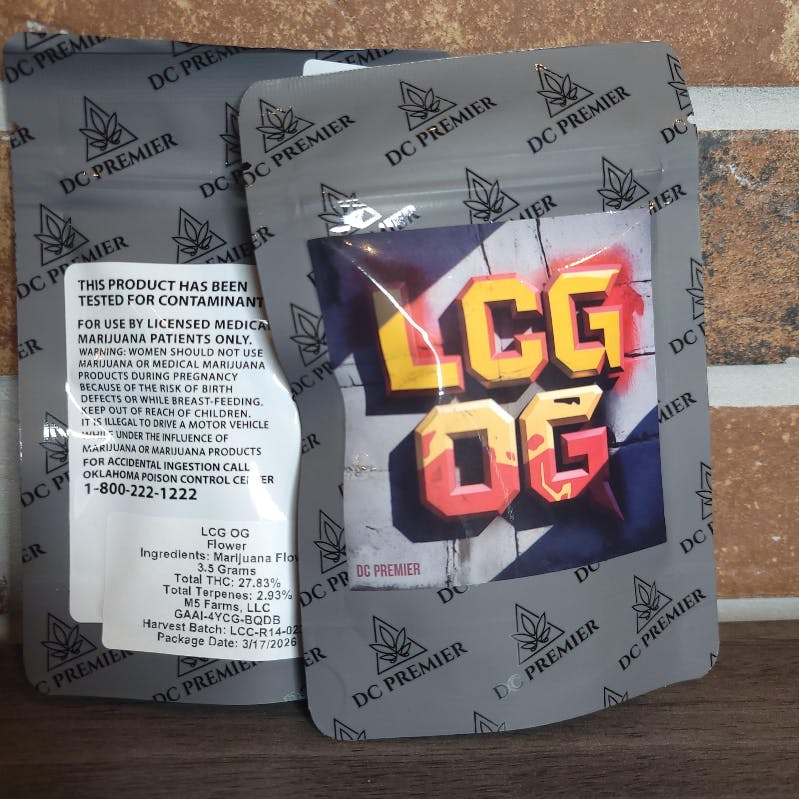 DC PREMIER
THIS PRODUCT HAS BEEN
TESTED FOR CONTAMINANT
FOR USE BY LICENSED MEDICAL
MARIJUANA PATIENTS ONLY.
WARNING: WOMEN SHOULD NOT USE
MARIJUANA OR MEDICAL MARIJUANA
PRODUCTS DURING PREGNANCY
BECAUSE OF THE RISK OF BIRTH
DEFECTS OR WHILE BREAST-FEEDING.
KEEP OUT OF REACH OF CHILDREN.
IT IS ILLEGAL TO DRIVE A MOTOR VEHICLE
WHILE UNDER THE INFLUENCE OF
MARIJUANA OR MARIJUANA PRODUCTS
FOR ACCIDENTAL INGESTION CALL
OKLAHOMA POISON CONTROL CENTER
1-800-222-1222
LCG OG
Flower
Ingredients: Marijuana Flow
3.5 Grams
Total THC: 27.83%
Total Terpenes: 2.93%
M5 Farms, LLC
GAAI-4YCG-BQDB
Harvest Batch: LCC-R14-02
Package Date: 3/17/2026
DC PREMIER
LCG
OG
DC PREMIER